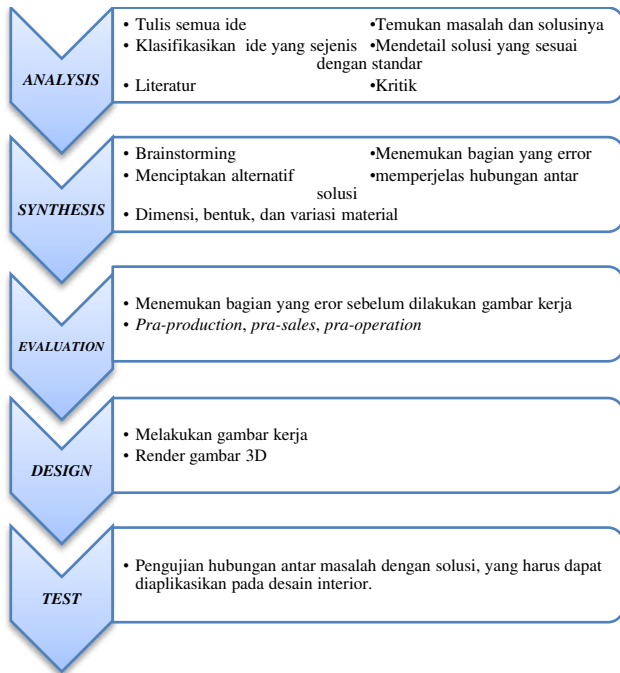 ANALYSIS
• Tulis semua ide •Temukan masalah dan solusinya
• Klasifikasikan ide yang sejenis •Mendetail solusi yang sesuai
dengan standar
• Literatur •Kritik
SYNTHESIS
• Brainstorming •Menemukan bagian yang error
• Menciptakan alternatif •memperjelas hubungan antar
solusi
• Dimensi, bentuk, dan variasi material
EVALUATION
• Menemukan bagian yang eror sebelum dilakukan gambar kerja
• Pra-production, pra-sales, pra-operation
DESIGN
• Melakukan gambar kerja
• Render gambar 3D
TEST
• Pengujian hubungan antar masalah dengan solusi, yang harus dapat
diaplikasikan pada desain interior.